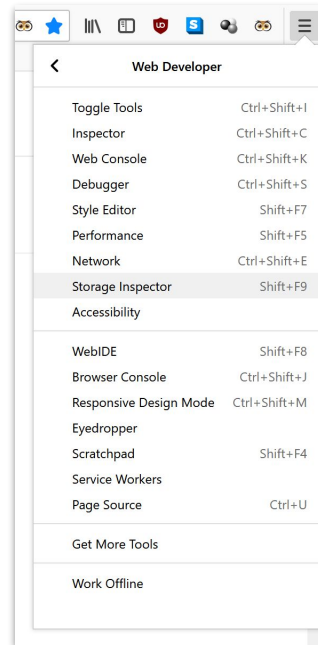 Web Developer
Toggle Tools Ctrl+Shift+I
Inspector Ctrl+Shift+C
Web Console Ctrl+Shift+K
Debugger Ctrl+Shift+S
Style Editor Shift+F7
Performance Shift+F5
Network Ctrl+Shift+E
Storage Inspector Shift+F9
Accessibility
WebIDE Shift+F8
Browser Console Ctrl+Shift+J
Responsive Design Mode Ctrl+Shift+M
Eyedropper
Scratchpad Shift+F4
Service Workers
Page Source Ctrl+U
Get More Tools
Work Offline